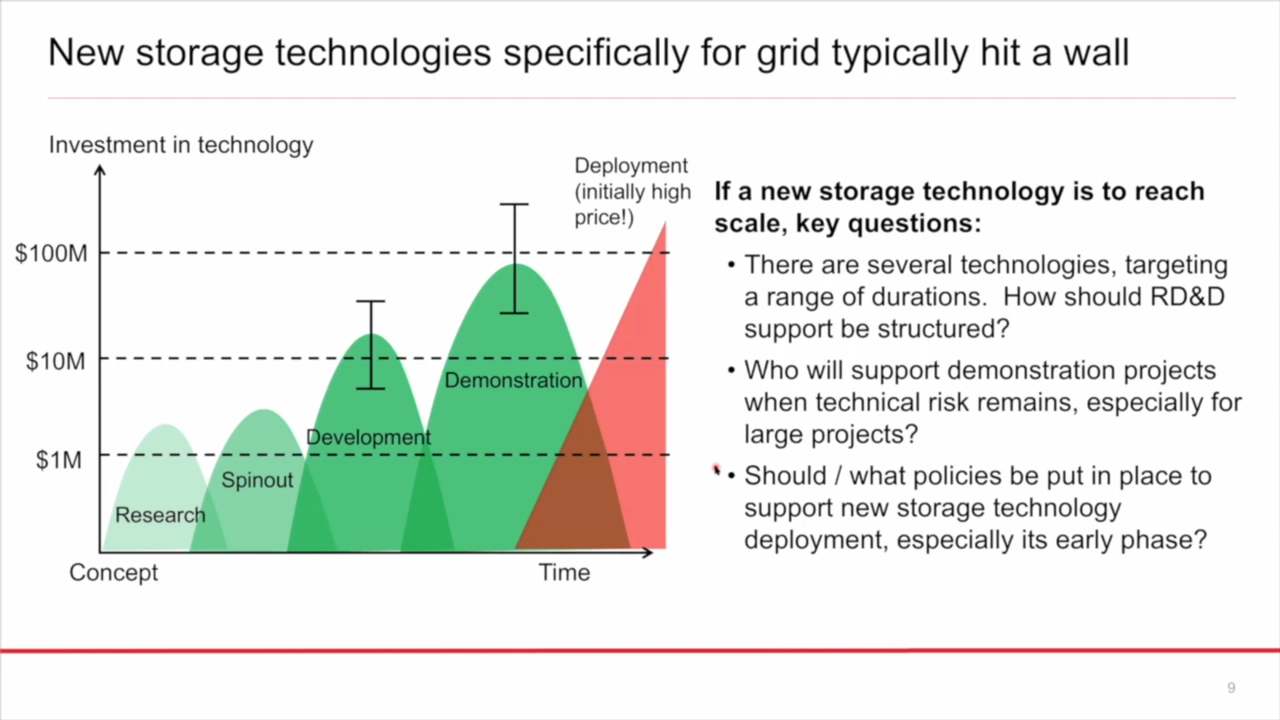 New storage technologies specifically for grid typically hit a wall
Investment in technology
Deployment
(initially high
price!)
$100M
$10M
$1M
Demonstration
Development
Spinout
Research
Concept
Time
If a new storage technology is to reach
scale, key questions:
• There are several technologies, targeting
a range of durations.  How should RD&D
support be structured?
• Who will support demonstration projects
when technical risk remains, especially for
large projects?
• Should / what policies be put in place to
support new storage technology
deployment, especially its early phase?
9